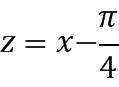 z = x − π/4